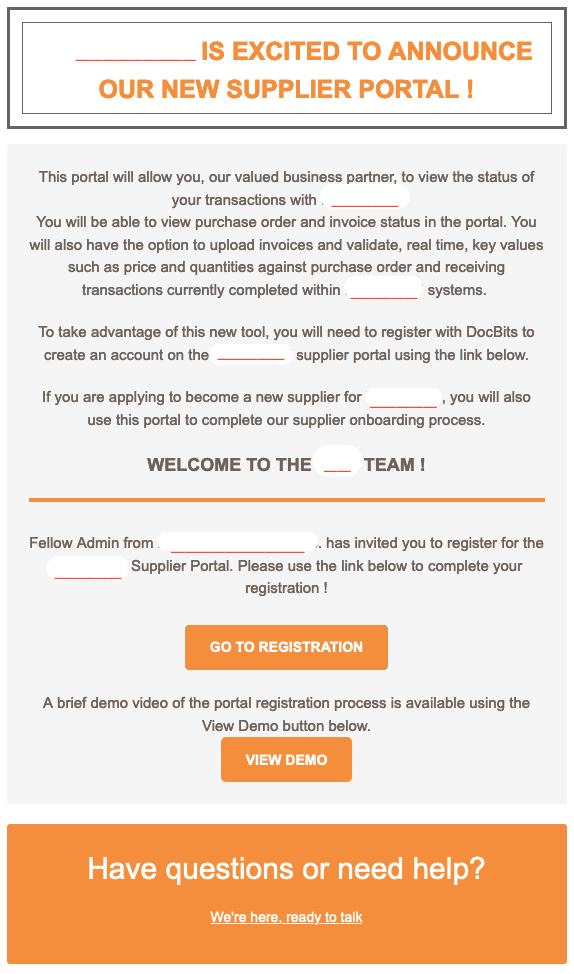 IS EXCITED TO ANNOUNCE
OUR NEW SUPPLIER PORTAL !
This portal will allow you, our valued business partner, to view the status of
your transactions with
You will be able to view purchase order and invoice status in the portal. You
will also have the option to upload invoices and validate, real time, key values
such as price and quantities against purchase order and receiving
transactions currently completed within systems.
To take advantage of this new tool, you will need to register with DocBits to
create an account on the supplier portal using the link below.
If you are applying to become a new supplier for , you will also
use this portal to complete our supplier onboarding process.
WELCOME TO THE TEAM !
Fellow Admin from . has invited you to register for the
Supplier Portal. Please use the link below to complete your
registration !
GO TO REGISTRATION
A brief demo video of the portal registration process is available using the
View Demo button below.
VIEW DEMO
Have questions or need help?
We're here, ready to talk